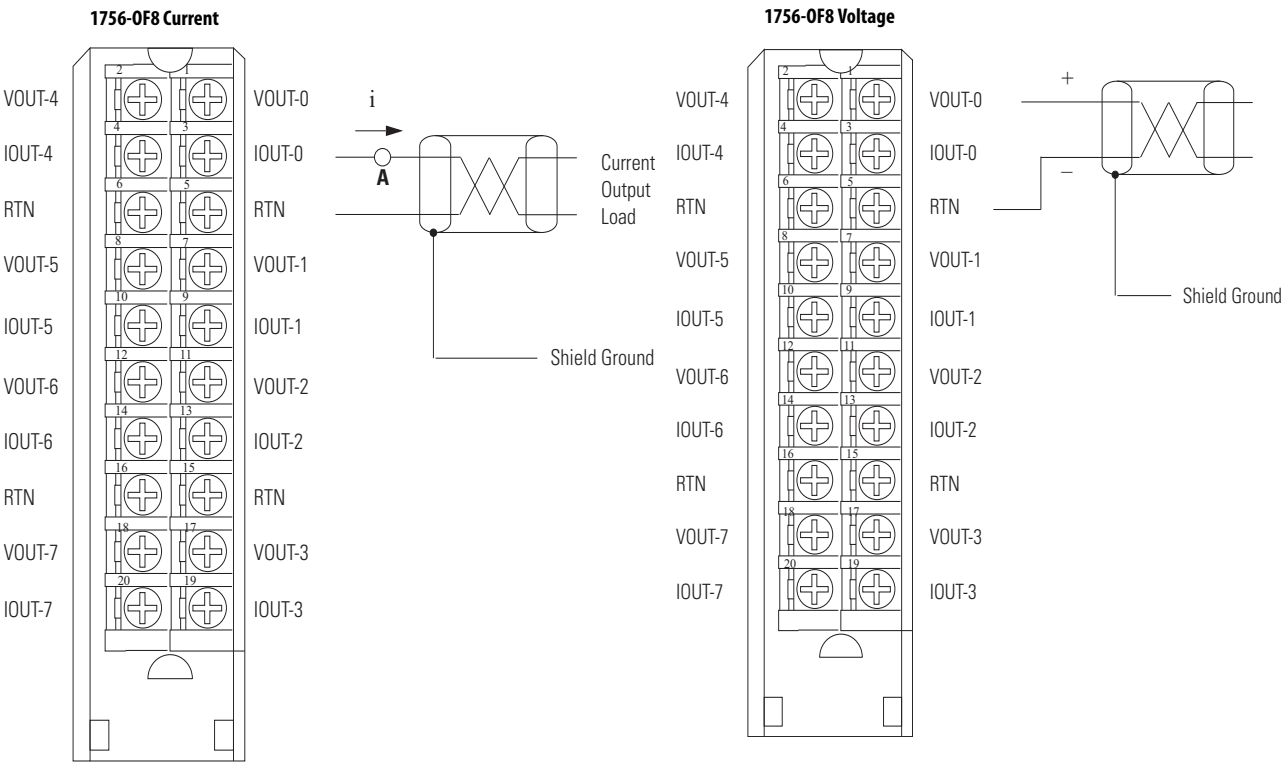 1756-OF8 Current
VOUT-4 2 1 VOUT-0
IOUT-4 4 3 IOUT-0
RTN 6 5 RTN
VOUT-5 8 7 VOUT-1
IOUT-5 10 9 IOUT-1
VOUT-6 12 11 VOUT-2
IOUT-6 14 13 IOUT-2
RTN 16 15 RTN
VOUT-7 18 17 VOUT-3
IOUT-7 20 19 IOUT-3
i
A
Current
Output
Load
Shield Ground
1756-OF8 Voltage
VOUT-4 2 1 VOUT-0
IOUT-4 4 3 IOUT-0
RTN 6 5 RTN
VOUT-5 8 7 VOUT-1
IOUT-5 10 9 IOUT-1
VOUT-6 12 11 VOUT-2
IOUT-6 14 13 IOUT-2
RTN 16 15 RTN
VOUT-7 18 17 VOUT-3
IOUT-7 20 19 IOUT-3
+
–
Shield Ground